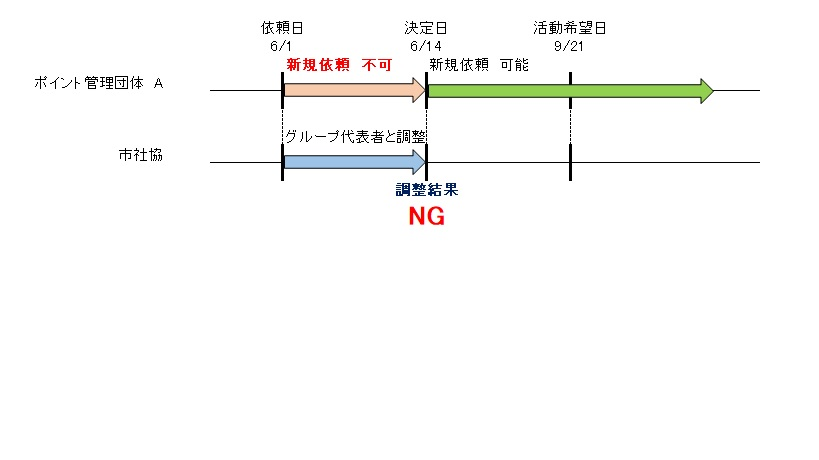 依頼日
6/1
決定日
6/14
活動希望日
9/21
新規依頼 不可
新規依頼 可能
ポイント管理団体 A
グループ代表者と調整
市社協
調整結果
NG